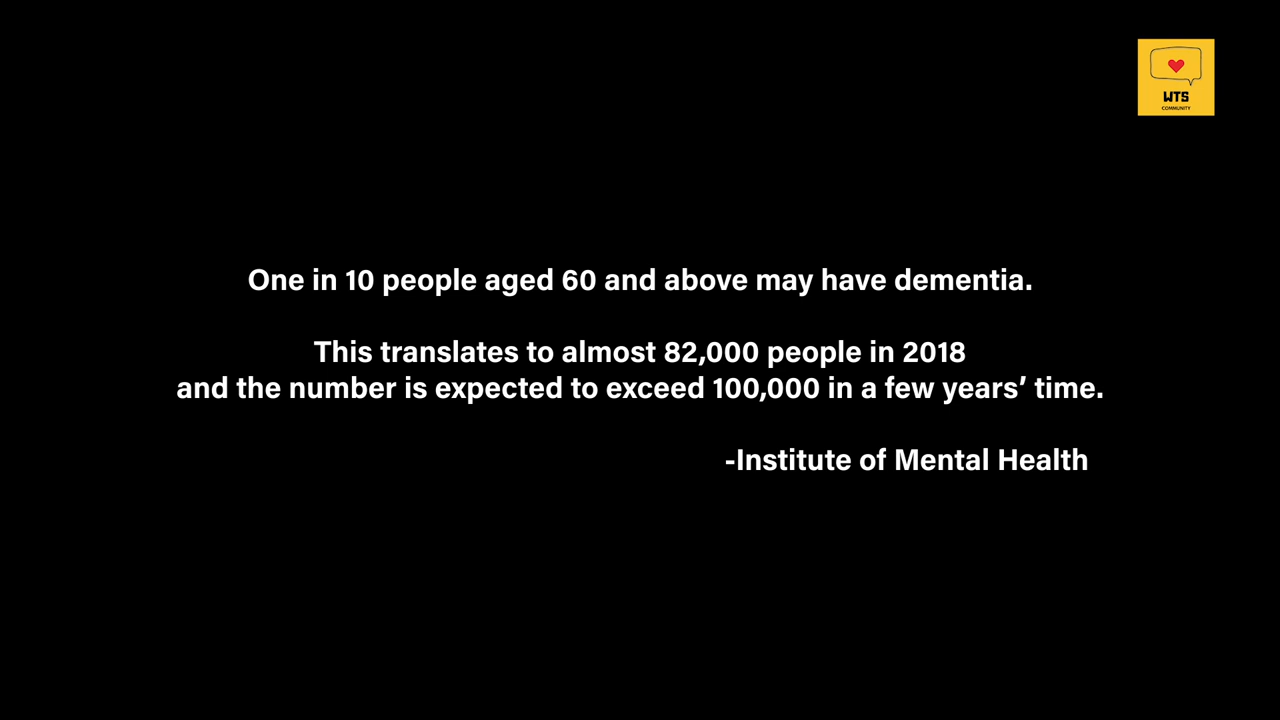 WTS
COMMUNITY
One in 10 people aged 60 and above may have dementia.
This translates to almost 82,000 people in 2018
and the number is expected to exceed 100,000 in a few years’ time.
-Institute of Mental Health